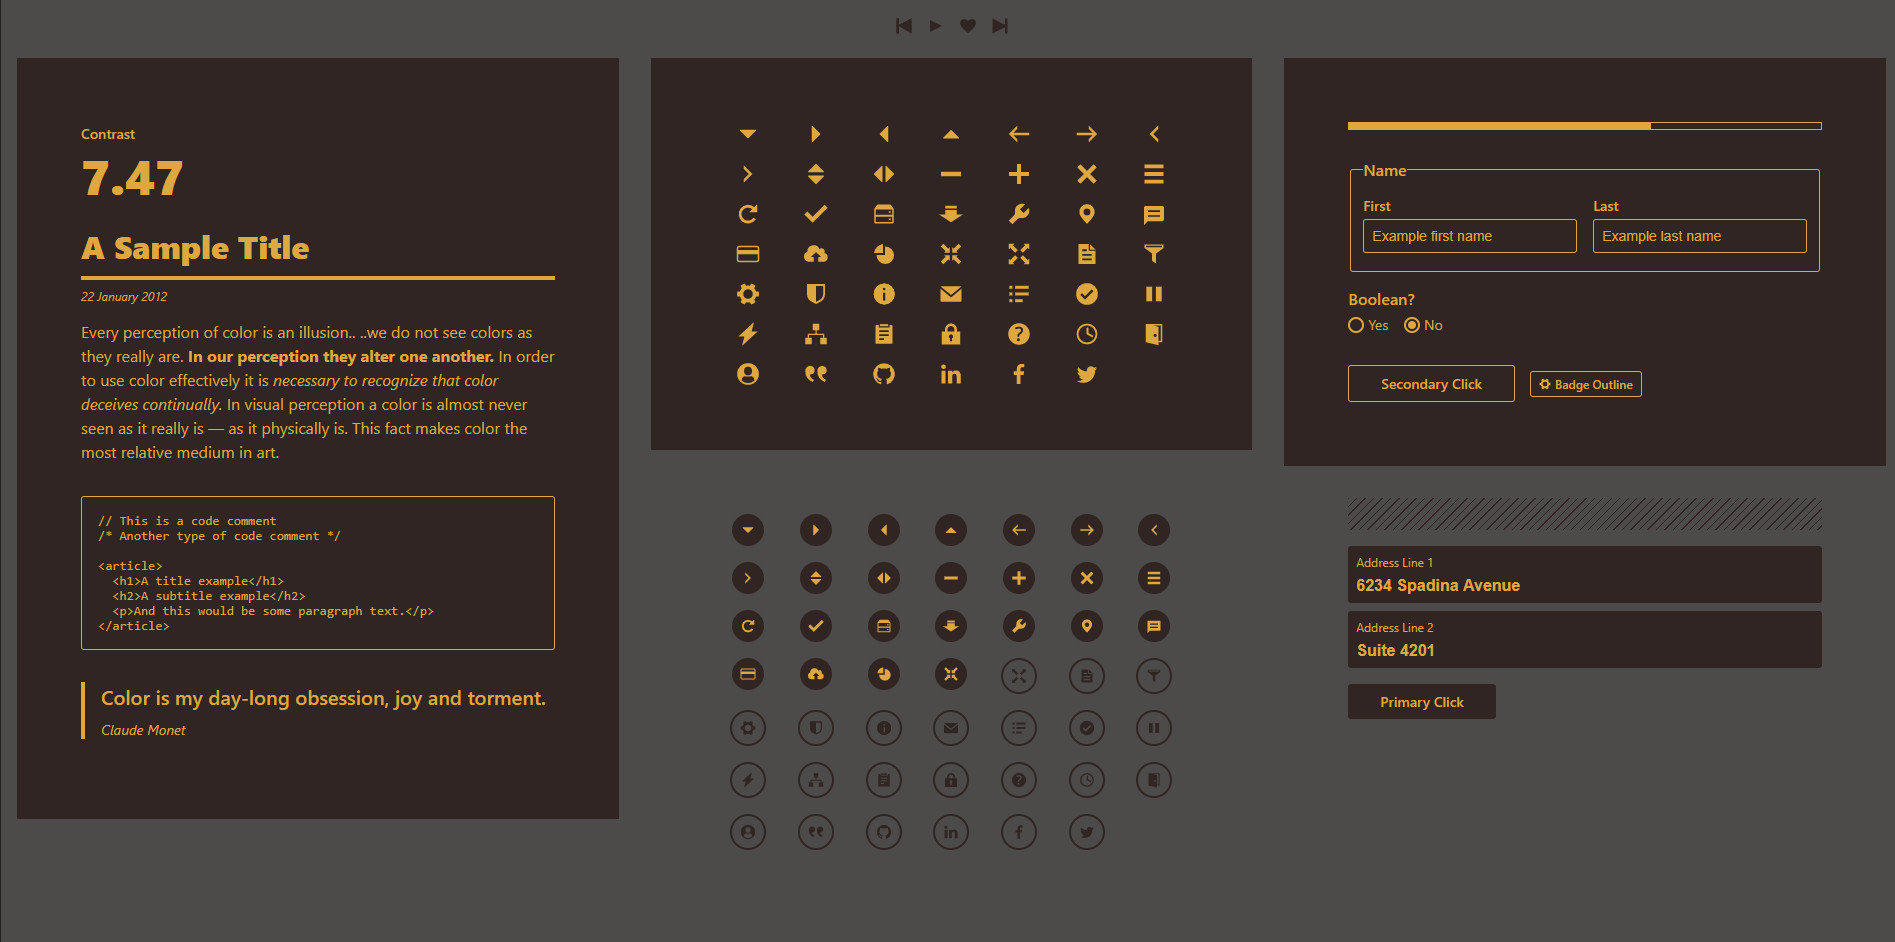 Contrast
7.47
A Sample Title
22 January 2012
Every perception of color is an illusion.. ..we do not see colors as
they really are. In our perception they alter one another. In order
to use color effectively it is necessary to recognize that color
deceives continually. In visual perception a color is almost never
seen as it really is — as it physically is. This fact makes color the
most relative medium in art.
// This is a code comment
/* Another type of code comment */
<article>
  <h1>A title example</h1>
  <h2>A subtitle example</h2>
  <p>And this would be some paragraph text.</p>
</article>
Color is my day-long obsession, joy and torment.
Claude Monet
Name
First Last
Example first name Example last name
Boolean?
Yes No
Secondary Click Badge Outline
Address Line 1
6234 Spadina Avenue
Address Line 2
Suite 4201
Primary Click